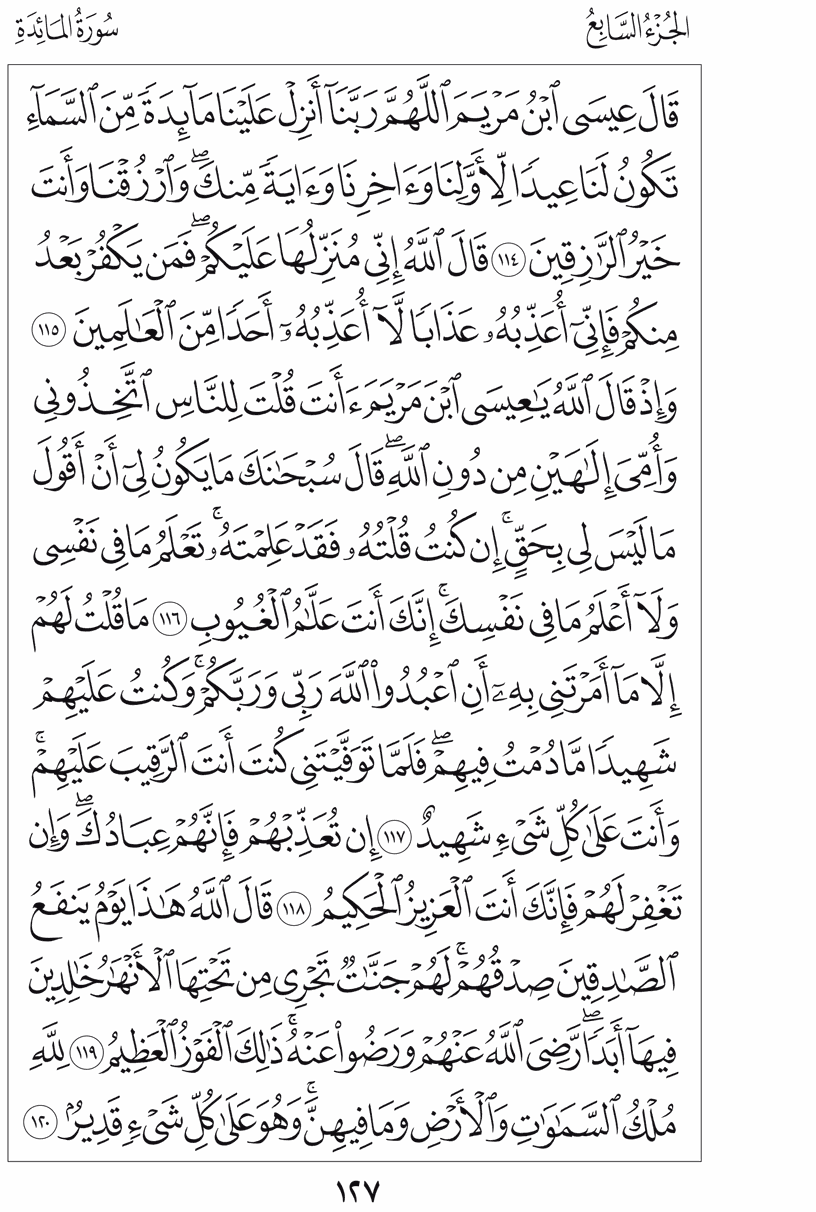 الجُزْءُ السَّابِعُ
سُورَةُ المَائِدَةِ
قَالَ عِيسَى ٱبْنُ مَرْيَمَ ٱللَّهُمَّ رَبَّنَآ أَنزِلْ عَلَيْنَا مَآئِدَةً مِّنَ ٱلسَّمَآءِ
تَكُونُ لَنَا عِيدًا لِّأَوَّلِنَا وَءَاخِرِنَا وَءَايَةً مِّنكَۖ وَٱرْزُقْنَا وَأَنتَ
خَيْرُ ٱلرَّٰزِقِينَ ١١٤ قَالَ ٱللَّهُ إِنِّي مُنَزِّلُهَا عَلَيْكُمْۖ فَمَن يَكْفُرْ بَعْدُ
مِنكُمْ فَإِنِّيٓ أُعَذِّبُهُۥ عَذَابًا لَّآ أُعَذِّبُهُۥٓ أَحَدًا مِّنَ ٱلْعَٰلَمِينَ ١١٥
وَإِذْ قَالَ ٱللَّهُ يَٰعِيسَى ٱبْنَ مَرْيَمَ ءَأَنتَ قُلْتَ لِلنَّاسِ ٱتَّخِذُونِي
وَأُمِّيَ إِلَٰهَيْنِ مِن دُونِ ٱللَّهِۖ قَالَ سُبْحَٰنَكَ مَا يَكُونُ لِيٓ أَنْ أَقُولَ
مَا لَيْسَ لِي بِحَقٍّۚ إِن كُنتُ قُلْتُهُۥ فَقَدْ عَلِمْتَهُۥۚ تَعْلَمُ مَا فِي نَفْسِي
وَلَآ أَعْلَمُ مَا فِي نَفْسِكَۚ إِنَّكَ أَنتَ عَلَّٰمُ ٱلْغُيُوبِ ١١٦ مَا قُلْتُ لَهُمْ
إِلَّا مَآ أَمَرْتَنِي بِهِۦٓ أَنِ ٱعْبُدُوا۟ ٱللَّهَ رَبِّي وَرَبَّكُمْۚ وَكُنتُ عَلَيْهِمْ
شَهِيدًا مَّا دُمْتُ فِيهِمْۖ فَلَمَّا تَوَفَّيْتَنِي كُنتَ أَنتَ ٱلرَّقِيبَ عَلَيْهِمْۚ
وَأَنتَ عَلَىٰ كُلِّ شَيْءٍ شَهِيدٌ ١١٧ إِن تُعَذِّبْهُمْ فَإِنَّهُمْ عِبَادُكَۖ وَإِن
تَغْفِرْ لَهُمْ فَإِنَّكَ أَنتَ ٱلْعَزِيزُ ٱلْحَكِيمُ ١١٨ قَالَ ٱللَّهُ هَٰذَا يَوْمُ يَنفَعُ
ٱلصَّٰدِقِينَ صِدْقُهُمْۚ لَهُمْ جَنَّٰتٌ تَجْرِي مِن تَحْتِهَا ٱلْأَنْهَٰرُ خَٰلِدِينَ
فِيهَآ أَبَدًاۖ رَّضِيَ ٱللَّهُ عَنْهُمْ وَرَضُوا۟ عَنْهُۚ ذَٰلِكَ ٱلْفَوْزُ ٱلْعَظِيمُ ١١٩ لِلَّهِ
مُلْكُ ٱلسَّمَٰوَٰتِ وَٱلْأَرْضِ وَمَا فِيهِنَّۚ وَهُوَ عَلَىٰ كُلِّ شَيْءٍ قَدِيرٌۢ ١٢٠
١٢٧